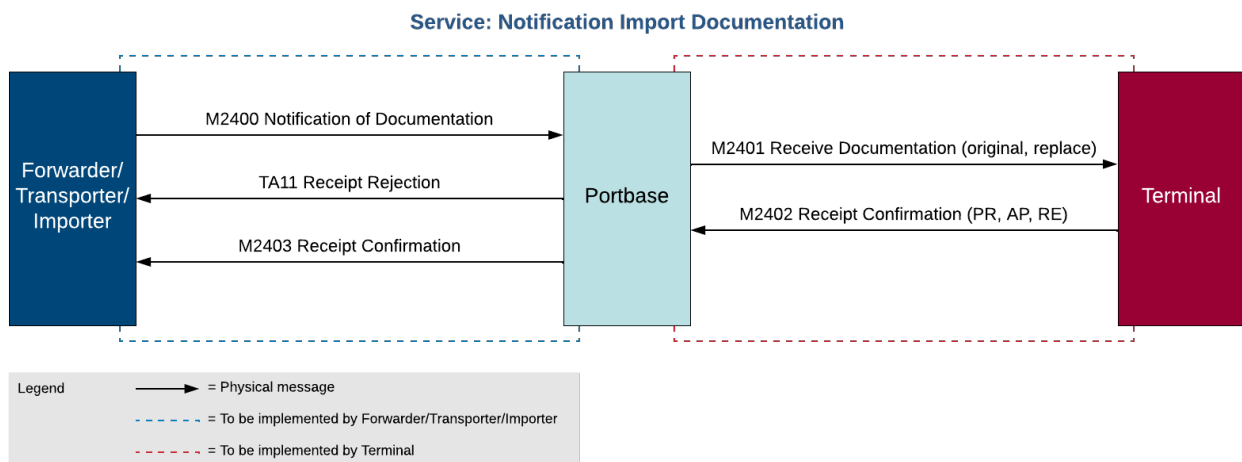 Service: Notification Import Documentation
Forwarder/
Transporter/
Importer
M2400 Notification of Documentation
TA11 Receipt Rejection
M2403 Receipt Confirmation
Portbase
M2401 Receive Documentation (original, replace)
M2402 Receipt Confirmation (PR, AP, RE)
Terminal
Legend
= Physical message
= To be implemented by Forwarder/Transporter/Importer
= To be implemented by Terminal